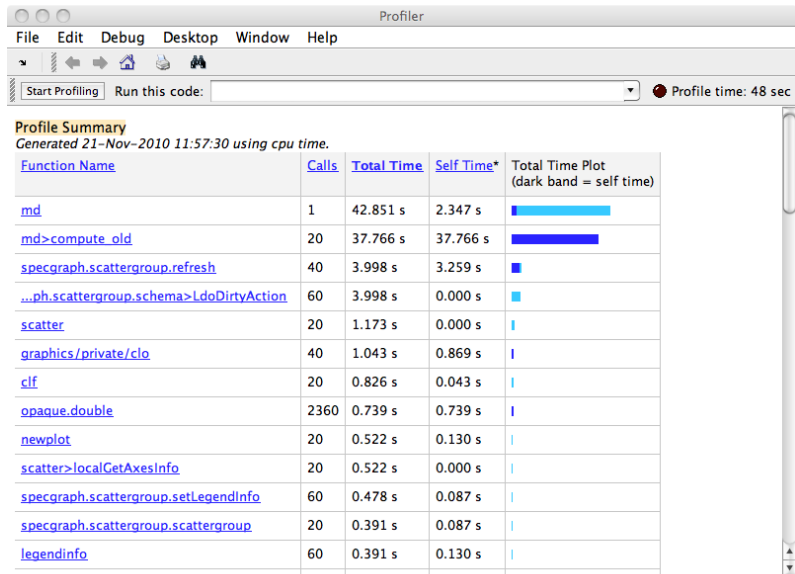 Profiler
File Edit Debug Desktop Window Help
Start Profiling Run this code: Profile time: 48 sec
Profile Summary
Generated 21-Nov-2010 11:57:30 using cpu time.
Function Name Calls Total Time Self Time* Total Time Plot
(dark band = self time)
md 1 42.851 s 2.347 s
md>compute_old 20 37.766 s 37.766 s
specgraph.scattergroup.refresh 40 3.998 s 3.259 s
...ph.scattergroup.schema>LdoDirtyAction 60 3.998 s 0.000 s
scatter 20 1.173 s 0.000 s
graphics/private/clo 40 1.043 s 0.869 s
clf 20 0.826 s 0.043 s
opaque.double 2360 0.739 s 0.739 s
newplot 20 0.522 s 0.130 s
scatter>localGetAxesInfo 20 0.522 s 0.000 s
specgraph.scattergroup.setLegendInfo 60 0.478 s 0.087 s
specgraph.scattergroup.scattergroup 20 0.391 s 0.087 s
legendinfo 60 0.391 s 0.130 s